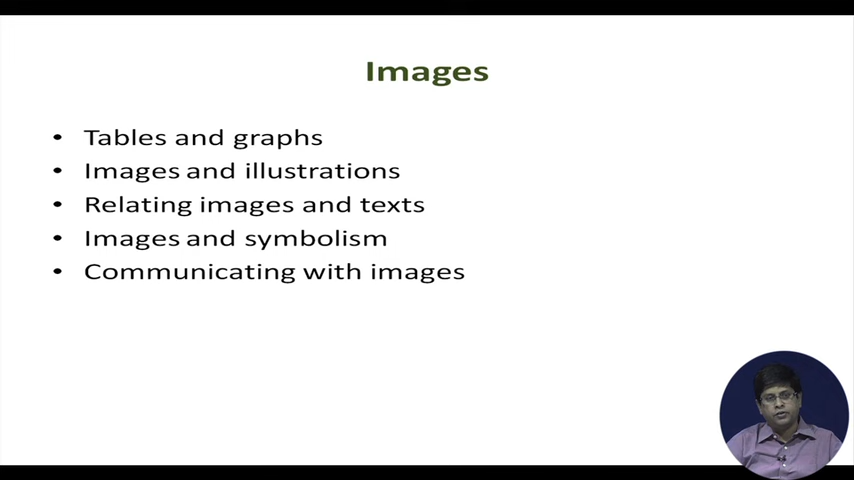 Images
• Tables and graphs
• Images and illustrations
• Relating images and texts
• Images and symbolism
• Communicating with images